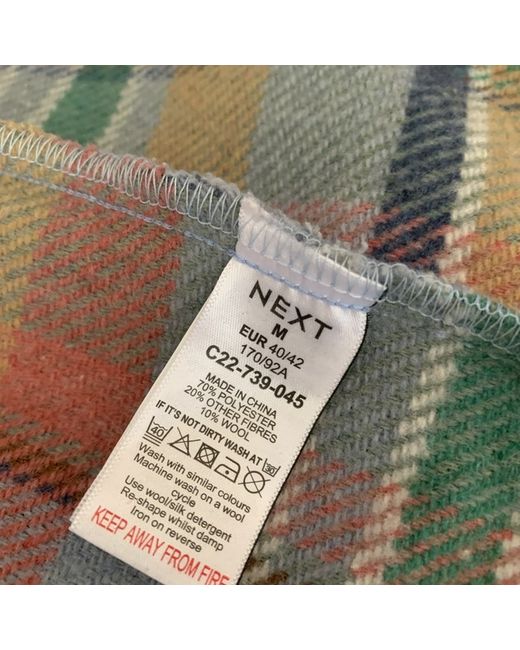 NEXT
M
EUR 40/42
170/92A
C22-739-045
MADE IN CHINA
70% POLYESTER
20% OTHER FIBRES
10% WOOL
IF IT'S NOT DIRTY WASH AT 30
40
Wash with similar colours
Machine wash on a wool
cycle
Use wool/silk detergent
Re-shape whilst damp
Iron on reverse
KEEP AWAY FROM FIRE